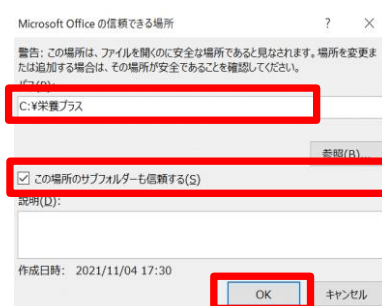 Microsoft Office の信頼できる場所 ? ×
警告: この場所は、ファイルを開くのに安全な場所であると見なされます。場所を変更ま
たは追加する場合は、その場所が安全であることを確認してください。
パス(P):
C:¥栄養プラス
参照(B)...
この場所のサブフォルダーも信頼する(S)
説明(D):
作成日時: 2021/11/04 17:30
OK キャンセル